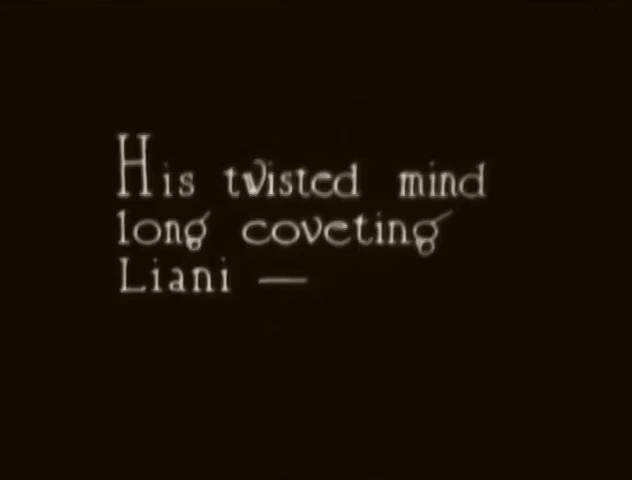 His twisted mind
long coveting
Liani —